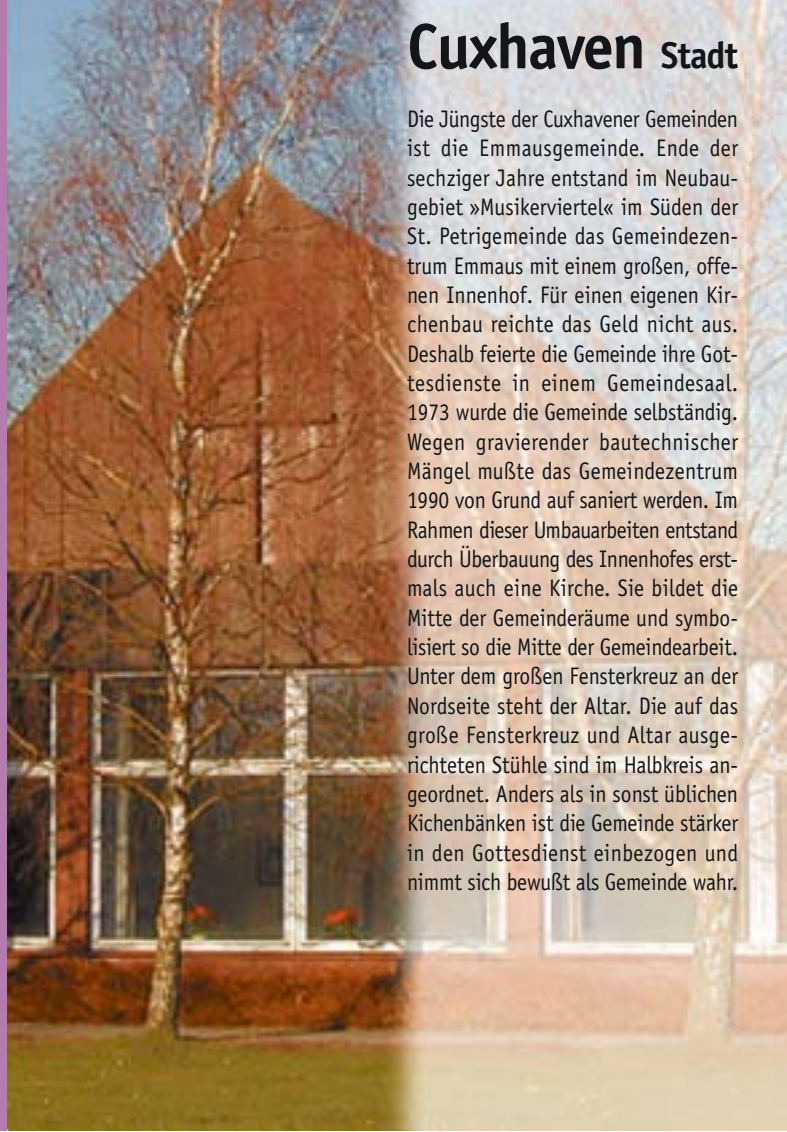 Cuxhaven Stadt
Die Jüngste der Cuxhavener Gemeinden
ist die Emmausgemeinde. Ende der
sechziger Jahre entstand im Neubau-
gebiet »Musikerviertel« im Süden der
St. Petrigemeinde das Gemeindezen-
trum Emmaus mit einem großen, offe-
nen Innenhof. Für einen eigenen Kir-
chenbau reichte das Geld nicht aus.
Deshalb feierte die Gemeinde ihre Got-
tesdienste in einem Gemeindesaal.
1973 wurde die Gemeinde selbständig.
Wegen gravierender bautechnischer
Mängel mußte das Gemeindezentrum
1990 von Grund auf saniert werden. Im
Rahmen dieser Umbauarbeiten entstand
durch Überbauung des Innenhofes erst-
mals auch eine Kirche. Sie bildet die
Mitte der Gemeinderäume und symbo-
lisiert so die Mitte der Gemeindearbeit.
Unter dem großen Fensterkreuz an der
Nordseite steht der Altar. Die auf das
große Fensterkreuz und Altar ausge-
richteten Stühle sind im Halbkreis an-
geordnet. Anders als in sonst üblichen
Kichenbänken ist die Gemeinde stärker
in den Gottesdienst einbezogen und
nimmt sich bewußt als Gemeinde wahr.